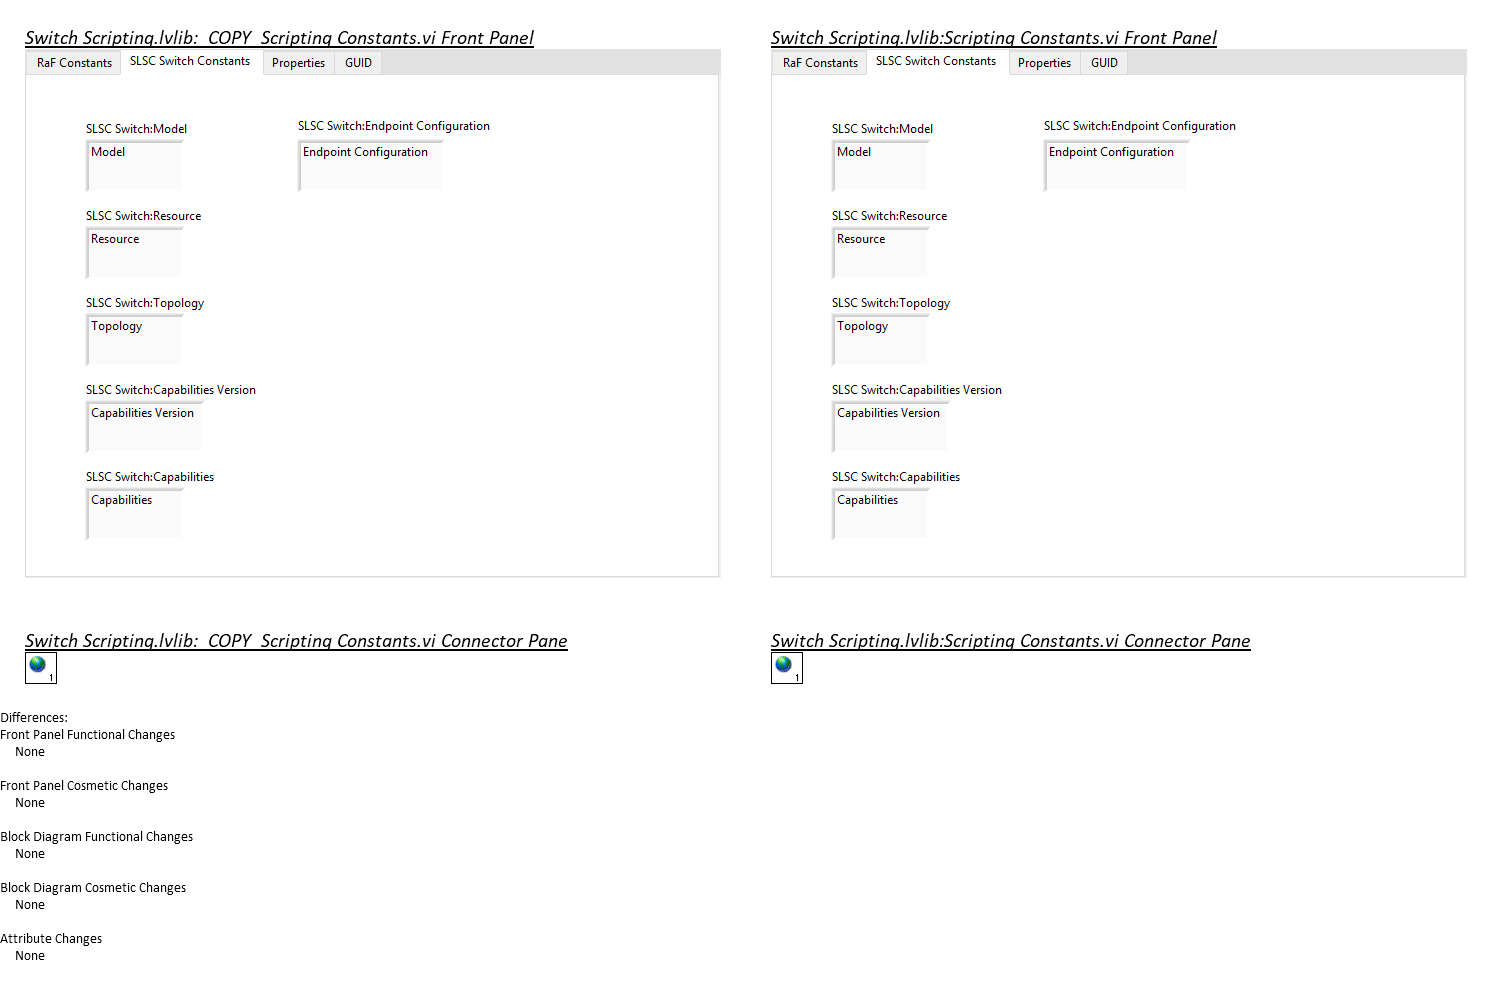 Switch Scripting.lvlib:_COPY_Scripting Constants.vi Front Panel
RaF Constants SLSC Switch Constants Properties GUID
SLSC Switch:Model SLSC Switch:Endpoint Configuration
Model Endpoint Configuration
SLSC Switch:Resource
Resource
SLSC Switch:Topology
Topology
SLSC Switch:Capabilities Version
Capabilities Version
SLSC Switch:Capabilities
Capabilities
Switch Scripting.lvlib:Scripting Constants.vi Front Panel
RaF Constants SLSC Switch Constants Properties GUID
SLSC Switch:Model SLSC Switch:Endpoint Configuration
Model Endpoint Configuration
SLSC Switch:Resource
Resource
SLSC Switch:Topology
Topology
SLSC Switch:Capabilities Version
Capabilities Version
SLSC Switch:Capabilities
Capabilities
Switch Scripting.lvlib:_COPY_Scripting Constants.vi Connector Pane
1
Switch Scripting.lvlib:Scripting Constants.vi Connector Pane
1
Differences:
Front Panel Functional Changes
None
Front Panel Cosmetic Changes
None
Block Diagram Functional Changes
None
Block Diagram Cosmetic Changes
None
Attribute Changes
None